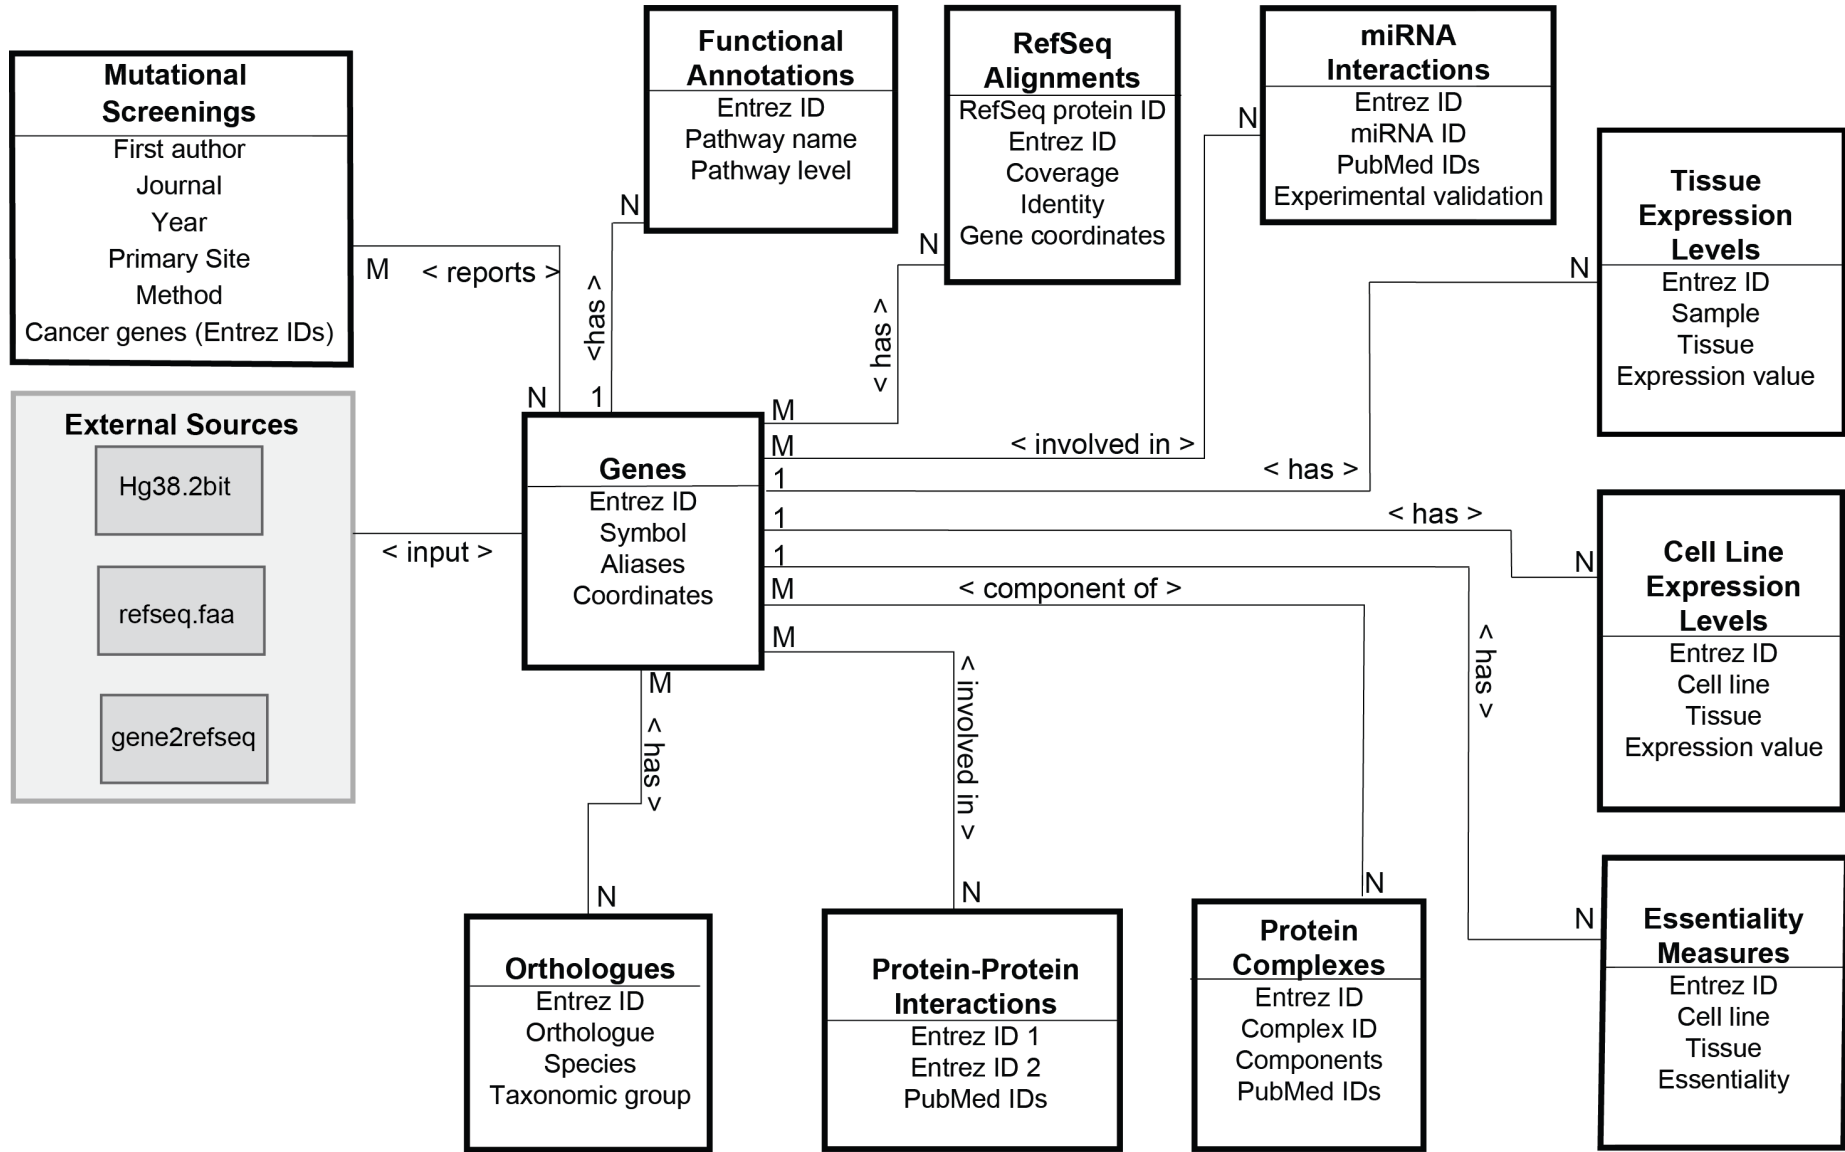 Mutational
Screenings
First author
Journal
Year
Primary Site
Method
Cancer genes (Entrez IDs)
M
< reports >
N
Functional
Annotations
Entrez ID
Pathway name
Pathway level
N
<has >
1
RefSeq
Alignments
RefSeq protein ID
Entrez ID
Coverage
Identity
Gene coordinates
N
< has >
M
miRNA
Interactions
Entrez ID
miRNA ID
PubMed IDs
Experimental validation
N
< involved in >
M
Tissue
Expression
Levels
Entrez ID
Sample
Tissue
Expression value
N
< has >
1
External Sources
Hg38.2bit
refseq.faa
gene2refseq
< input >
Genes
Entrez ID
Symbol
Aliases
Coordinates
1
< has >
N
Cell Line
Expression
Levels
Entrez ID
Cell line
Tissue
Expression value
1
< has >
N
Essentiality
Measures
Entrez ID
Cell line
Tissue
Essentiality
M
< component of >
N
Protein
Complexes
Entrez ID
Complex ID
Components
PubMed IDs
M
< involved in >
N
Protein-Protein
Interactions
Entrez ID 1
Entrez ID 2
PubMed IDs
M
< has >
N
Orthologues
Entrez ID
Orthologue
Species
Taxonomic group